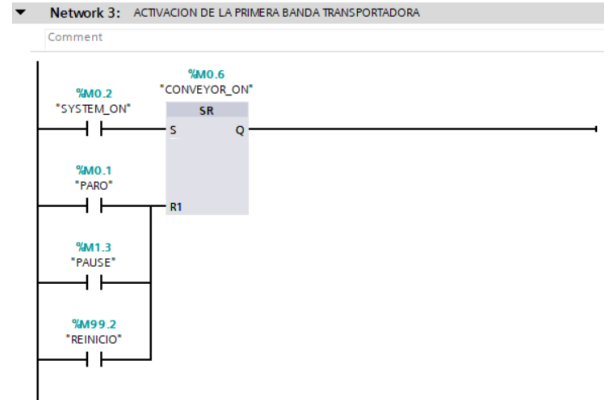 Network 3: ACTIVACION DE LA PRIMERA BANDA TRANSPORTADORA
Comment
%M0.6
"CONVEYOR_ON"
%M0.2
"SYSTEM_ON"
SR
S Q
%M0.1
"PARO"
R1
%M1.3
"PAUSE"
%M99.2
"REINICIO"